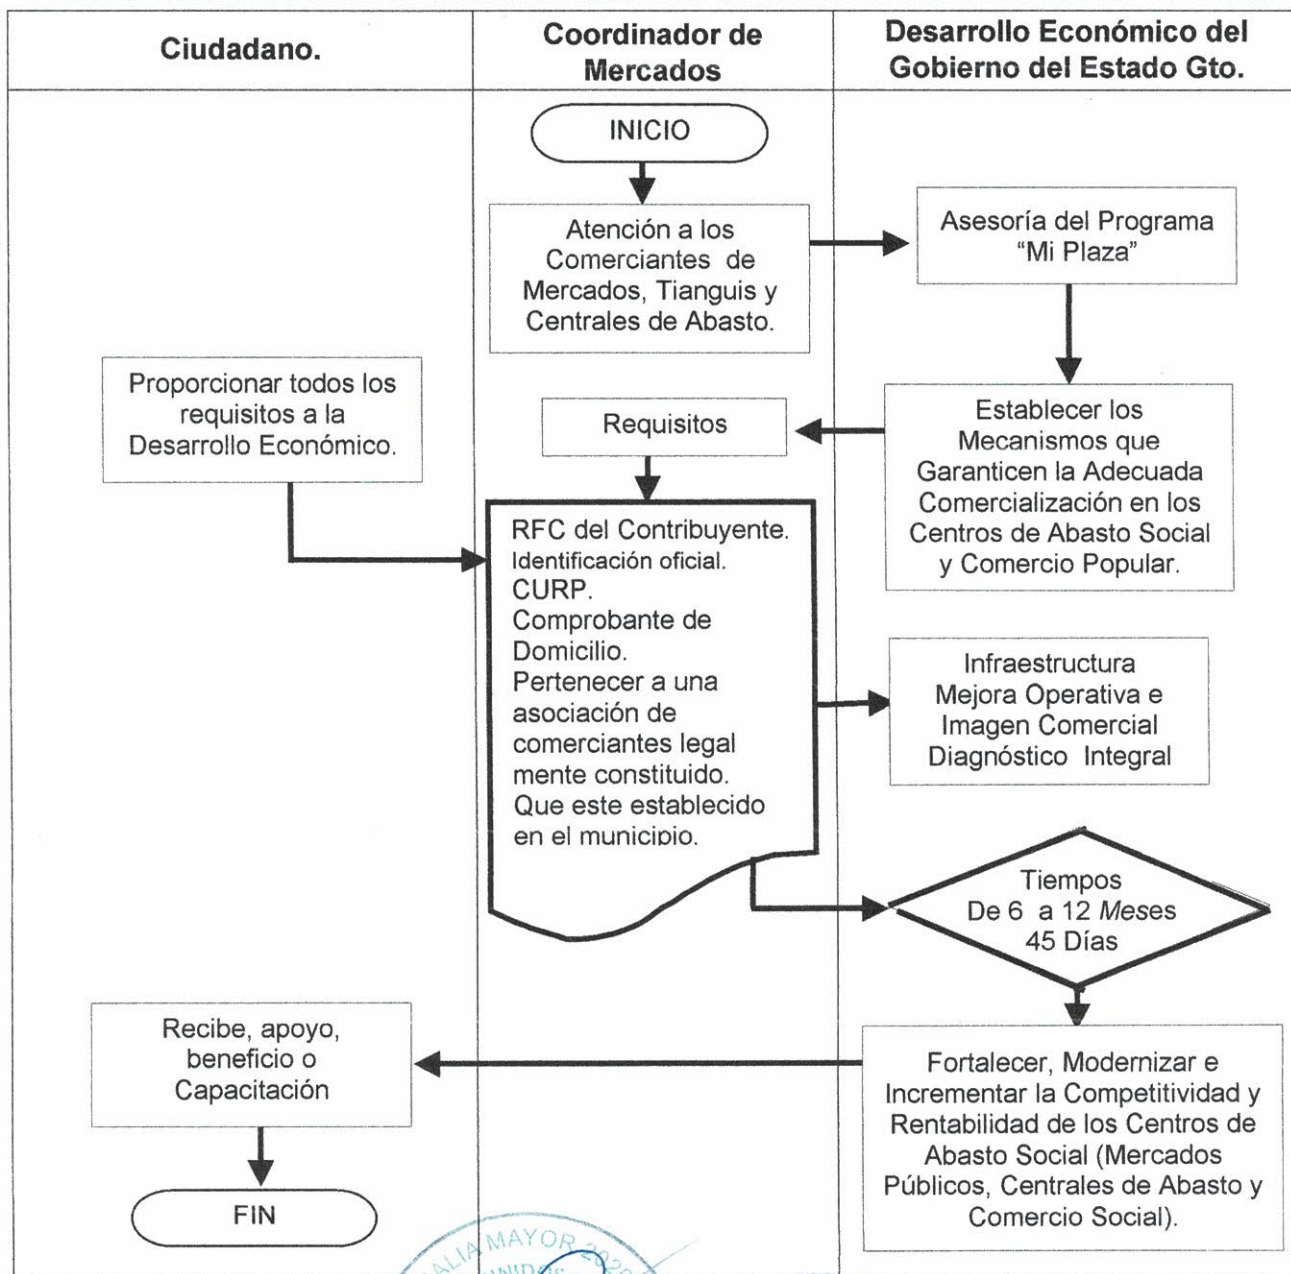 Ciudadano.
Coordinador de
Mercados
Desarrollo Económico del
Gobierno del Estado Gto.
INICIO
Atención a los
Comerciantes de
Mercados, Tianguis y
Centrales de Abasto.
Asesoría del Programa
“Mi Plaza”
Proporcionar todos los
requisitos a la
Desarrollo Económico.
Requisitos
Establecer los
Mecanismos que
Garanticen la Adecuada
Comercialización en los
Centros de Abasto Social
y Comercio Popular.
RFC del Contribuyente.
Identificación oficial.
CURP.
Comprobante de
Domicilio.
Pertenecer a una
asociación de
comerciantes legal
mente constituido.
Que este establecido
en el municipio.
Infraestructura
Mejora Operativa e
Imagen Comercial
Diagnóstico Integral
Tiempos
De 6 a 12 Meses
45 Días
Recibe, apoyo,
beneficio o
Capacitación
Fortalecer, Modernizar e
Incrementar la Competitividad y
Rentabilidad de los Centros de
Abasto Social (Mercados
Públicos, Centrales de Abasto y
Comercio Social).
FIN
MAYOR